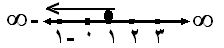 ∞- ∞
١- ٠ ١ ٢ ٣